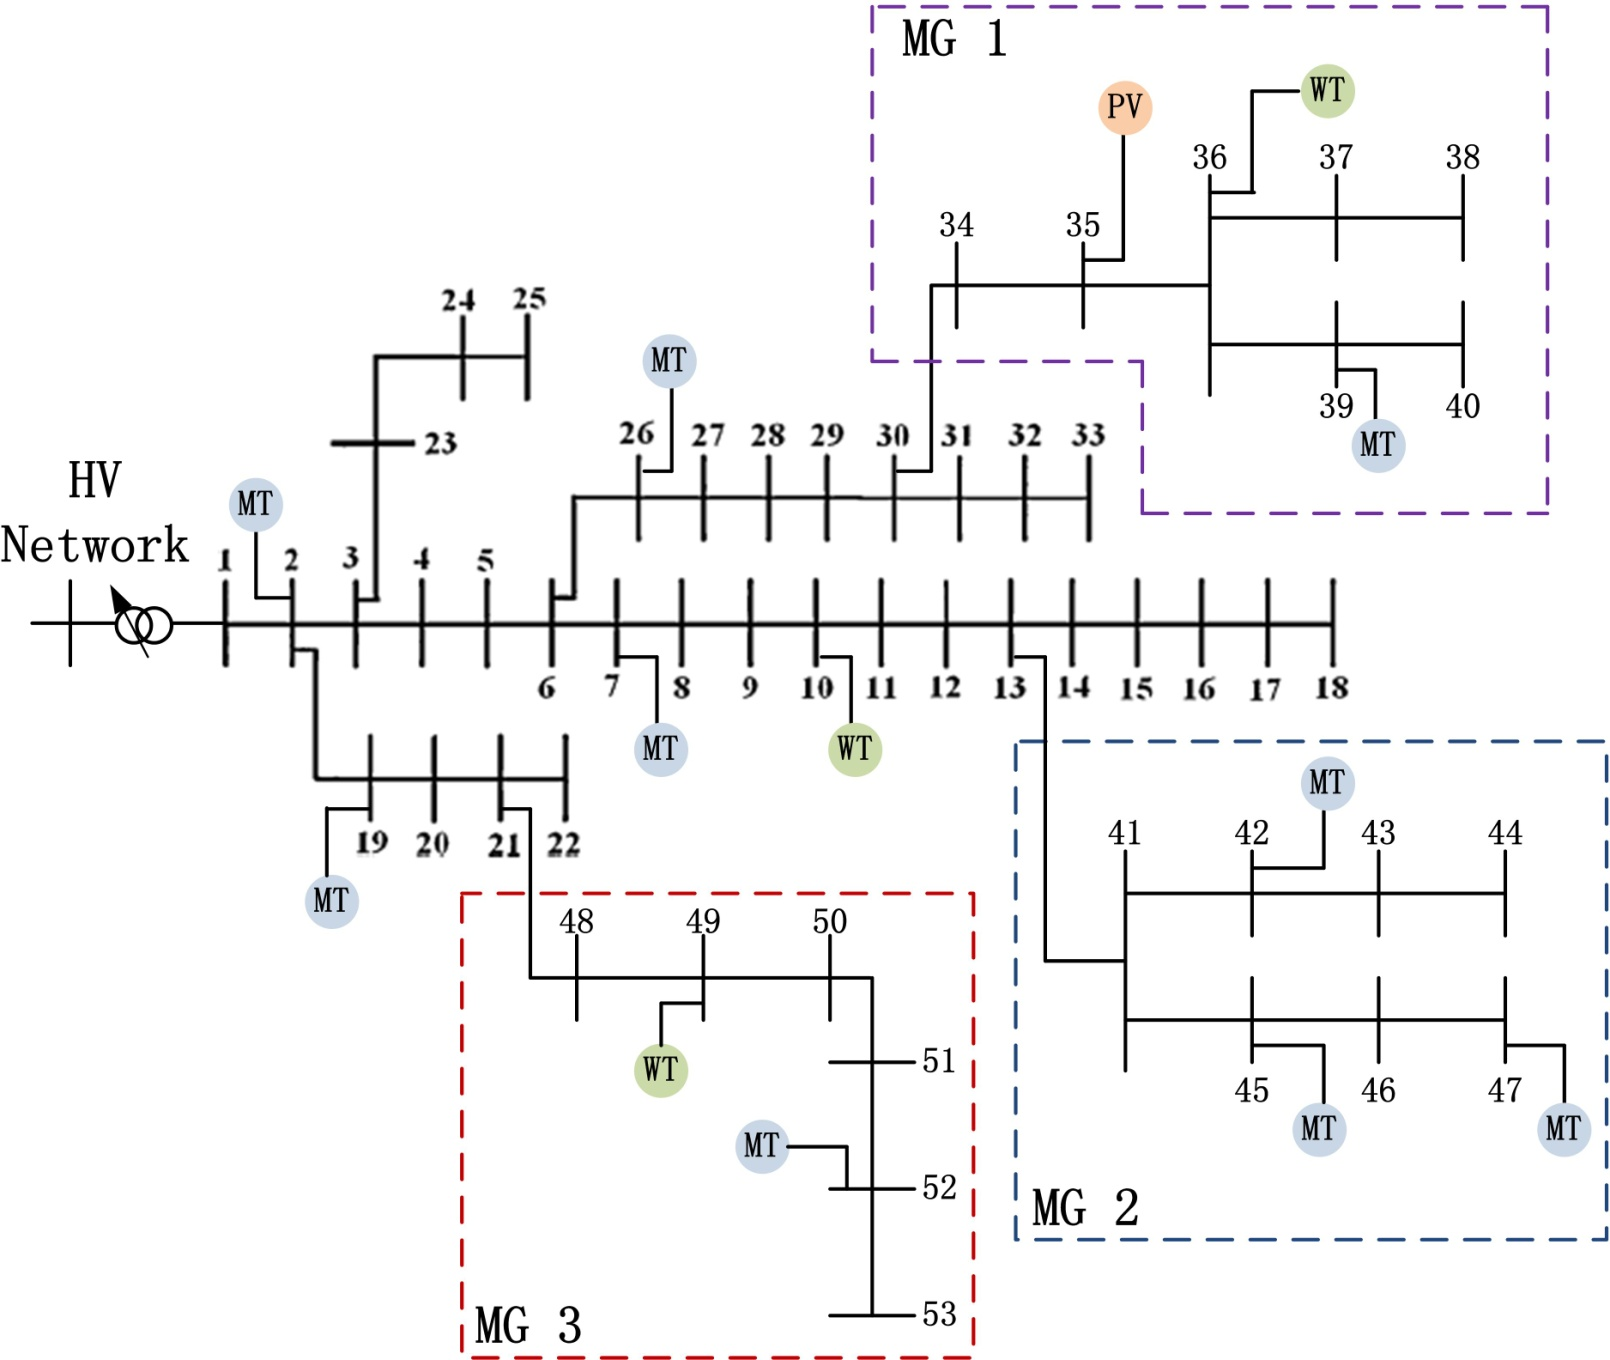 MG 1
WT
PV
36 37 38
34 35
24 25
MT
39 40
26 27 28 29 30 31 32 33
23
MT
HV
Network
MT
1 2 3 4 5
6 7 8 9 10 11 12 13 14 15 16 17 18
MT
WT
MT
41 42 43 44
19 20 21 22
MT
48 49 50
51
WT
45 46 47
MT
MT
MT
52
MG 2
53
MG 3